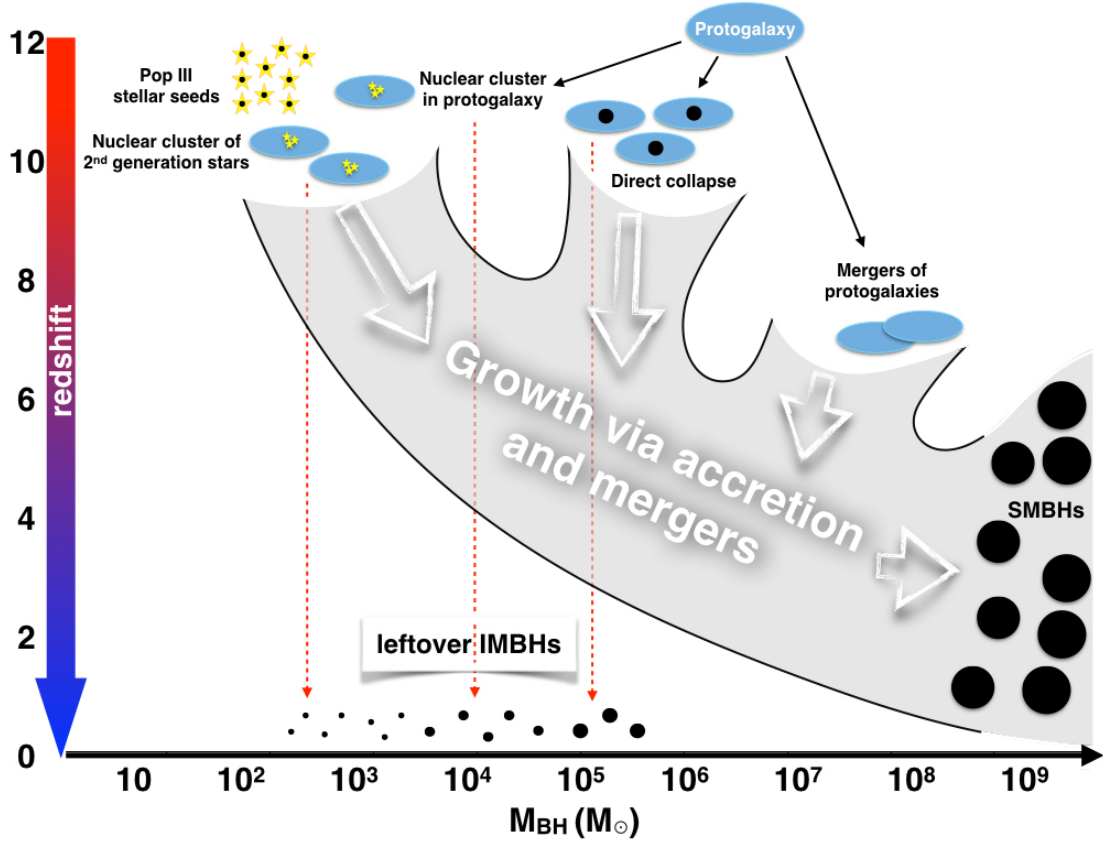 Protogalaxy
12
Pop III
stellar seeds
Nuclear cluster
in protogalaxy
Nuclear cluster of
2nd generation stars
10
Direct collapse
8
Mergers of
protogalaxies
redshift
6
Growth via accretion
and mergers
SMBHs
4
2
leftover IMBHs
0
10 10² 10³ 10⁴ 10⁵ 10⁶ 10⁷ 10⁸ 10⁹
M_BH (M_☉)